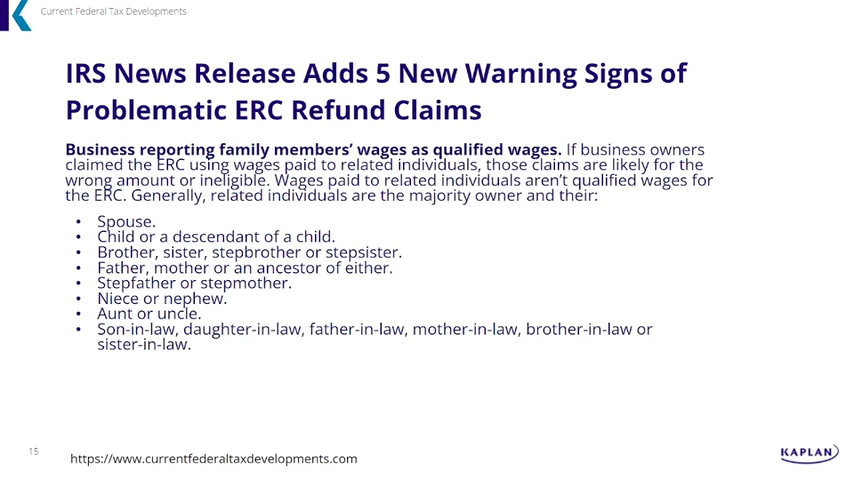 Current Federal Tax Developments
IRS News Release Adds 5 New Warning Signs of
Problematic ERC Refund Claims
Business reporting family members' wages as qualified wages. If business owners
claimed the ERC using wages paid to related individuals, those claims are likely for the
wrong amount or ineligible. Wages paid to related individuals aren't qualified wages for
the ERC. Generally, related individuals are the majority owner and their:
• Spouse.
• Child or a descendant of a child.
• Brother, sister, stepbrother or stepsister.
• Father, mother or an ancestor of either.
• Stepfather or stepmother.
• Niece or nephew.
• Aunt or uncle.
• Son-in-law, daughter-in-law, father-in-law, mother-in-law, brother-in-law or
sister-in-law.
15
https://www.currentfederaltaxdevelopments.com
KAPLAN